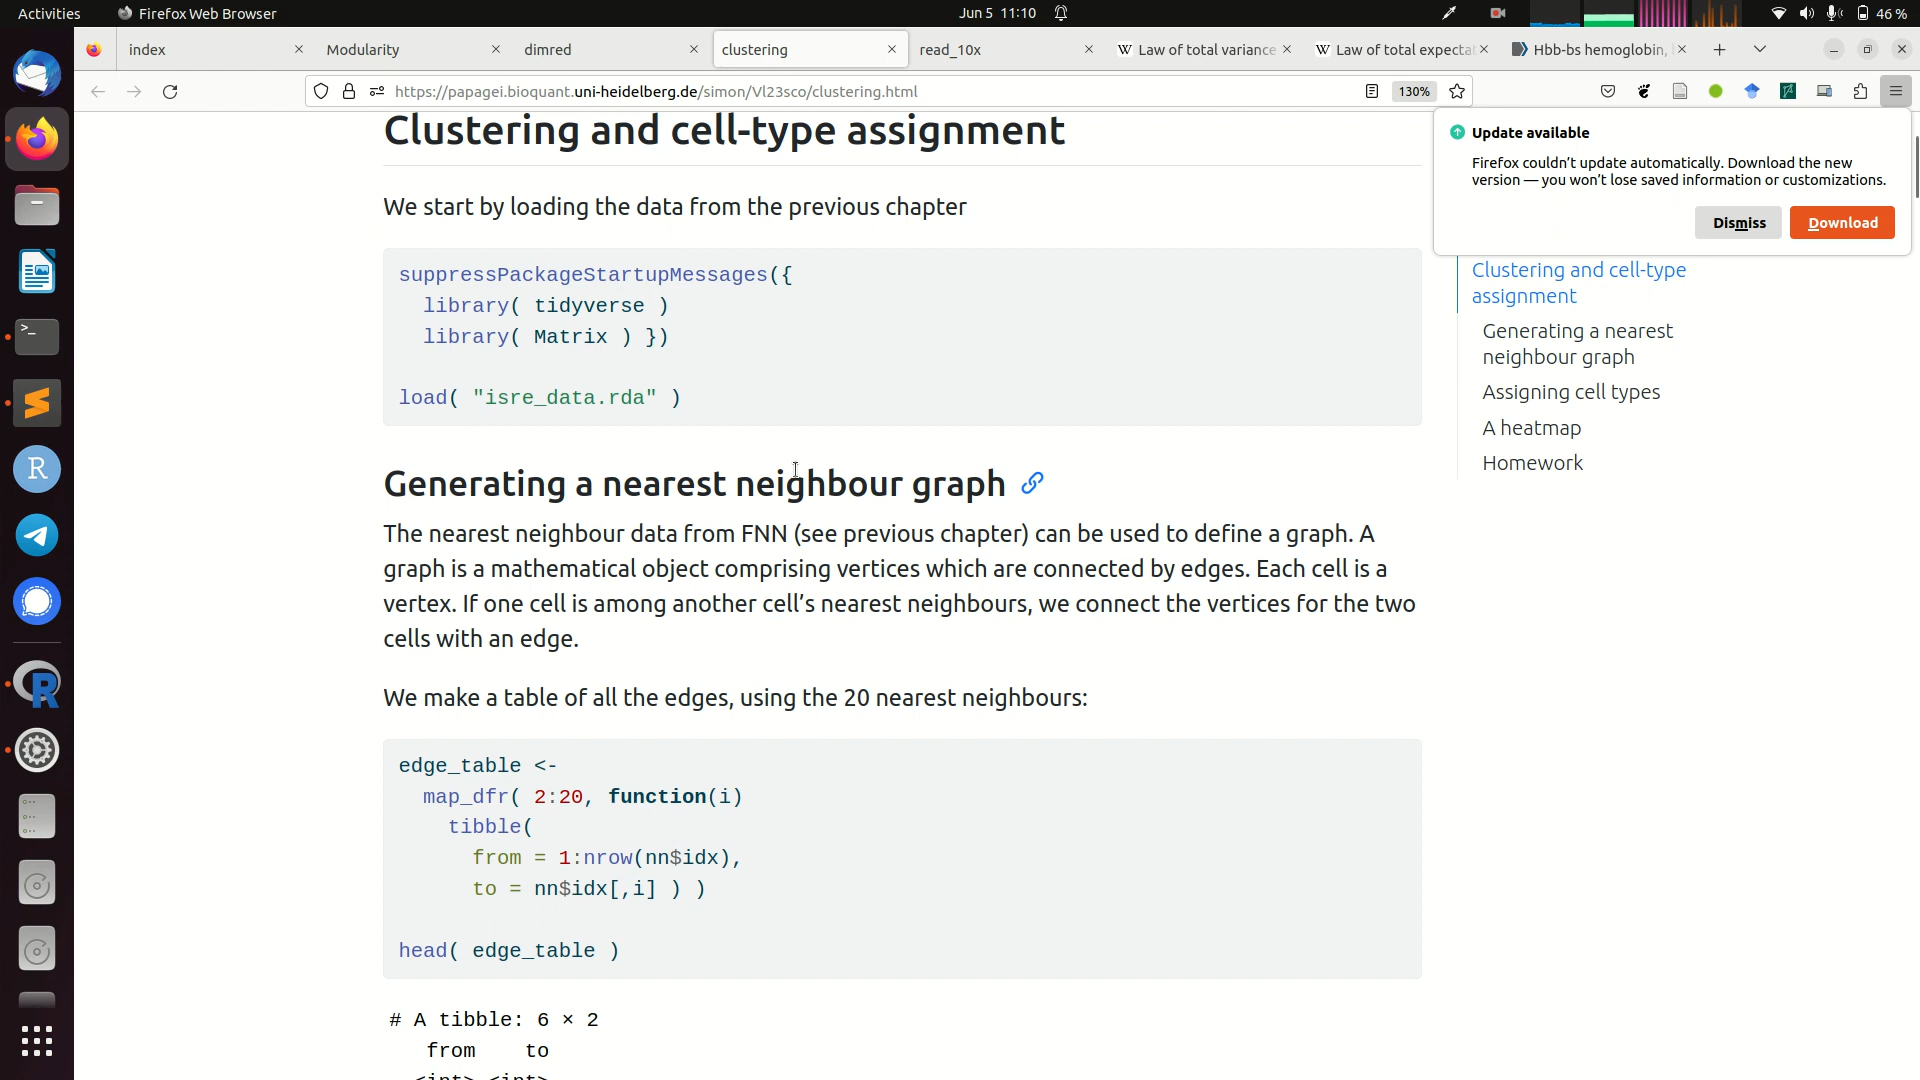 Activities
Firefox Web Browser
Jun 5 11:10
46 %
index
Modularity
dimred
clustering
read_10x
W Law of total variance
W Law of total expectat
Hbb-bs hemoglobin,
https://papagei.bioquant.uni-heidelberg.de/simon/Vl23sco/clustering.html
130%
Update available
Firefox couldn't update automatically. Download the new
version — you won't lose saved information or customizations.
Dismiss
Download
Clustering and cell-type assignment
We start by loading the data from the previous chapter
suppressPackageStartupMessages({
library( tidyverse )
library( Matrix ) })
load( "isre_data.rda" )
Generating a nearest neighbour graph
The nearest neighbour data from FNN (see previous chapter) can be used to define a graph. A
graph is a mathematical object comprising vertices which are connected by edges. Each cell is a
vertex. If one cell is among another cell's nearest neighbours, we connect the vertices for the two
cells with an edge.
We make a table of all the edges, using the 20 nearest neighbours:
edge_table <-
map_dfr( 2:20, function(i)
tibble(
from = 1:nrow(nn$idx),
to = nn$idx[,i] ) )
head( edge_table )
# A tibble: 6 × 2
from to
<int> <int>
Clustering and cell-type
assignment
Generating a nearest
neighbour graph
Assigning cell types
A heatmap
Homework
>_
R
R